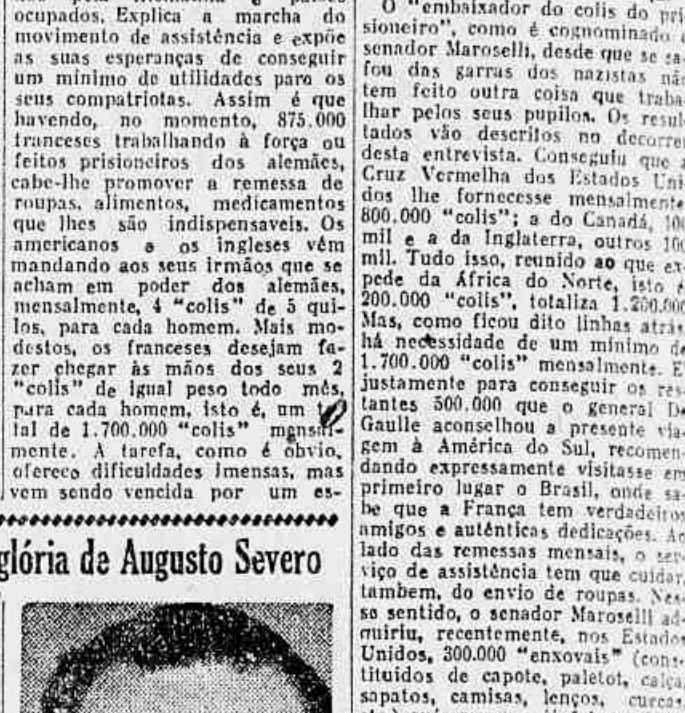 ocupados. Explica a marcha do
movimento de assistência e expõe
as suas esperanças de conseguir
um mínimo de utilidades para os
seus compatriotas. Assim é que
havendo, no momento, 875.000
franceses trabalhando à força ou
feitos prisioneiros dos alemães,
cabe-lhe promover a remessa de
roupas, alimentos, medicamentos
que lhes são indispensaveis. Os
americanos e os ingleses vêm
mandando aos seus irmãos que se
acham em poder dos alemães,
mensalmente, 4 "colis" de 5 qui-
los, para cada homem. Mais mo-
destos, os franceses desejam fa-
zer chegar às mãos dos seus 2
"colis" de igual peso todo mês,
para cada homem, isto é, um
tal de 1.700.000 "colis" mensal-
mente. A tarefa, como é obvio,
oferece dificuldades imensas, mas
vem sendo vencida por um es-
glória de Augusto Severo
O "embaixador do colis do pri
sioneiro", como é cognominado
senador Maroselli, desde que se sa-
fou das garras dos nazistas não
tem feito outra coisa que traba
lhar pelos seus pupilos. Os resul
tados vão descritos no decorrer
desta entrevista. Conseguiu que a
Cruz Vermelha dos Estados Uni
dos lhe fornecesse mensalmente
800.000 "colis"; a do Canadá, 100
mil e a da Inglaterra, outros 100
mil. Tudo isso, reunido ao que ex
pede da África do Norte, isto é
200.000 "colis", totaliza 1.200.000
Mas, como ficou dito linhas atrás,
há necessidade de um mínimo de
1.700.000 "colis" mensalmente. E
justamente para conseguir os res
tantes 500.000 que o general De
Gaulle aconselhou a presente via-
gem à América do Sul, recomen
dando expressamente visitasse em
primeiro lugar o Brasil, onde sa-
be que a França tem verdadeiros
amigos e autênticas dedicações. Ao
lado das remessas mensais, o ser-
viço de assistência tem que cuidar,
tambem, do envio de roupas. Nes-
se sentido, o senador Maroselli ad-
quiriu, recentemente, nos Estados
Unidos, 300.000 "enxovais" (cons-
tituidos de capote, paletot, calça,
sapatos, camisas, lenços, cuecas,